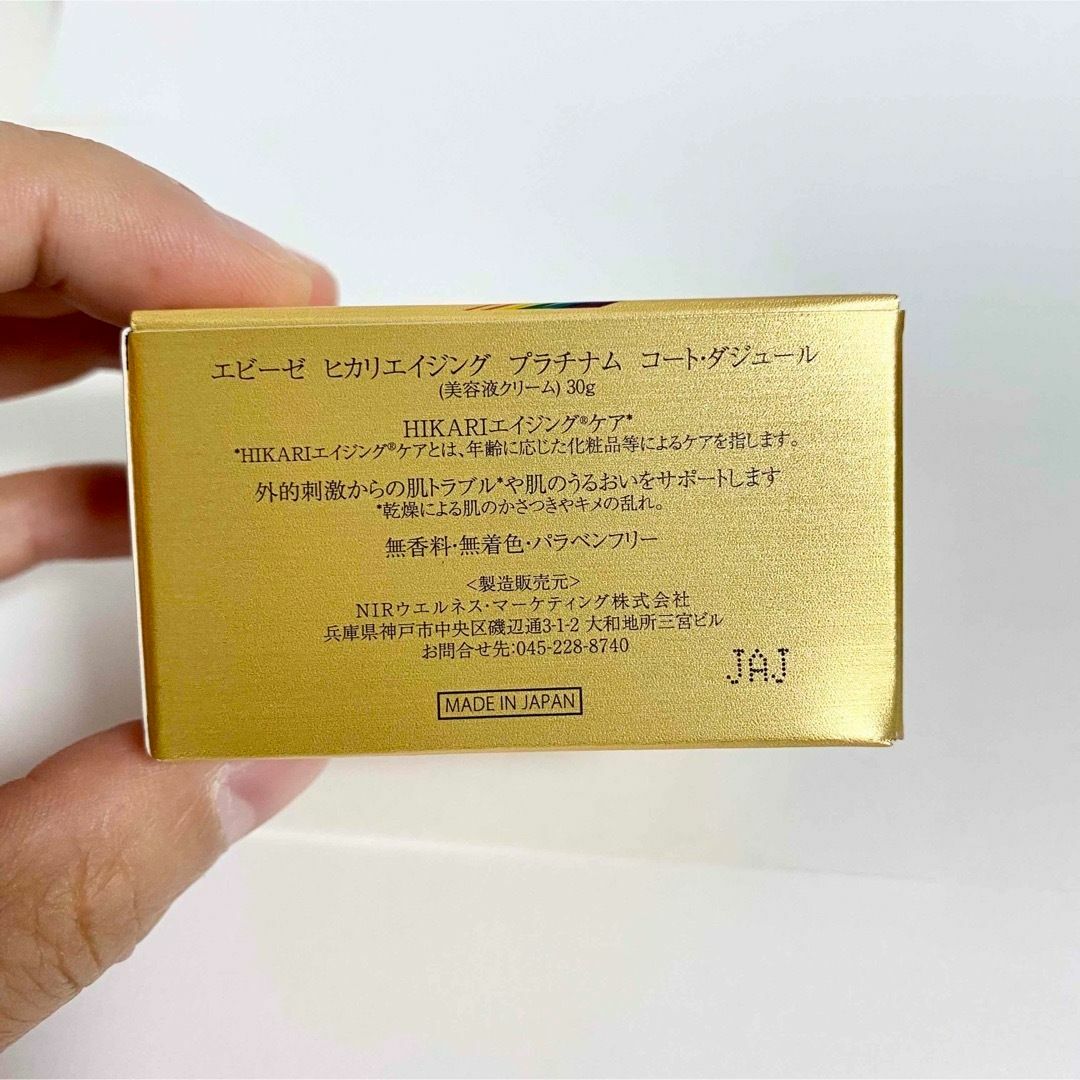 エビーゼ ヒカリエイジング プラチナム コート・ダジュール
(美容液クリーム) 30g
HIKARIエイジング®ケア*
*HIKARIエイジング®ケアとは、年齢に応じた化粧品等によるケアを指します。
外的刺激からの肌トラブル*や肌のうるおいをサポートします
*乾燥による肌のかさつきやキメの乱れ。
無香料・無着色・パラベンフリー
<製造販売元>
NIRウエルネス・マーケティング株式会社
兵庫県神戸市中央区磯辺通3-1-2 大和地所三宮ビル
お問合せ先:045-228-8740
JAJ
MADE IN JAPAN